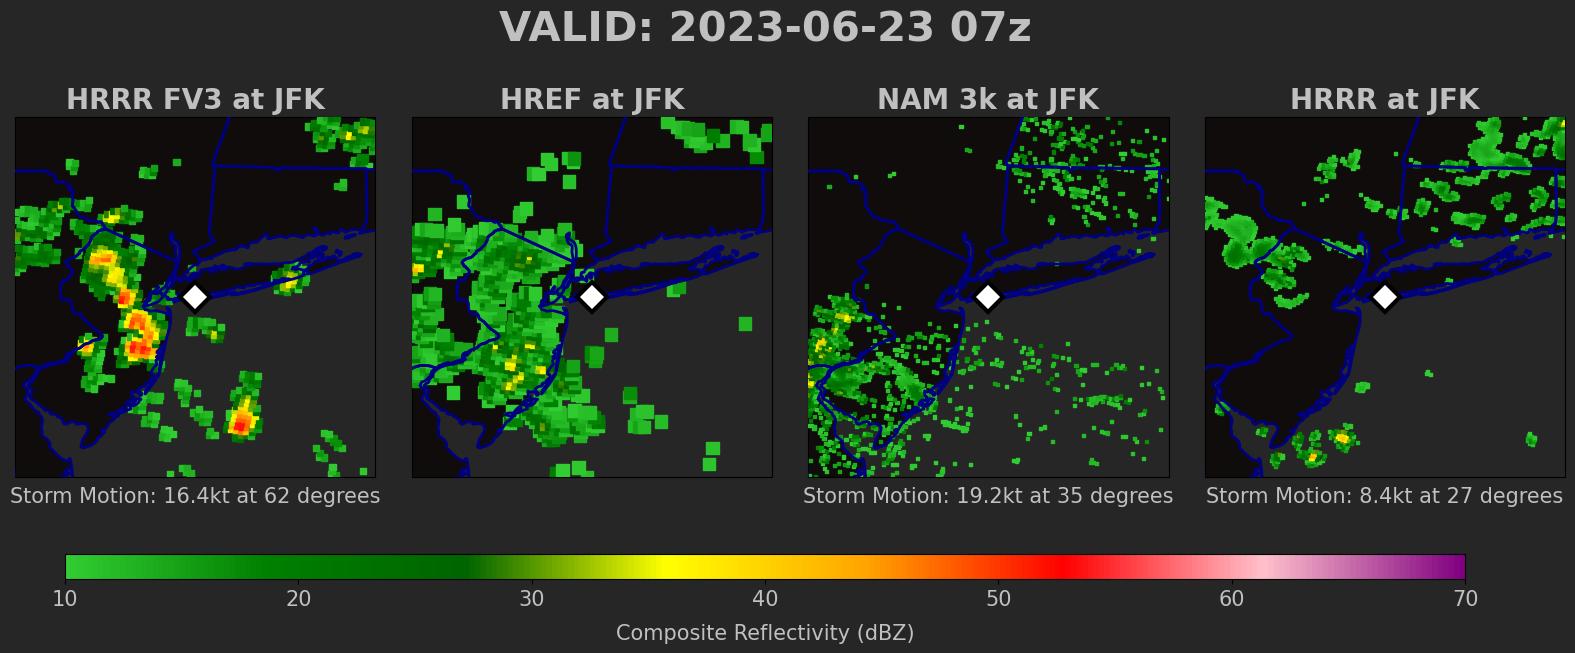 VALID: 2023-06-23 07z
HRRR FV3 at JFK
HREF at JFK
NAM 3k at JFK
HRRR at JFK
Storm Motion: 16.4kt at 62 degrees
Storm Motion: 19.2kt at 35 degrees
Storm Motion: 8.4kt at 27 degrees
10 20 30 40 50 60 70
Composite Reflectivity (dBZ)